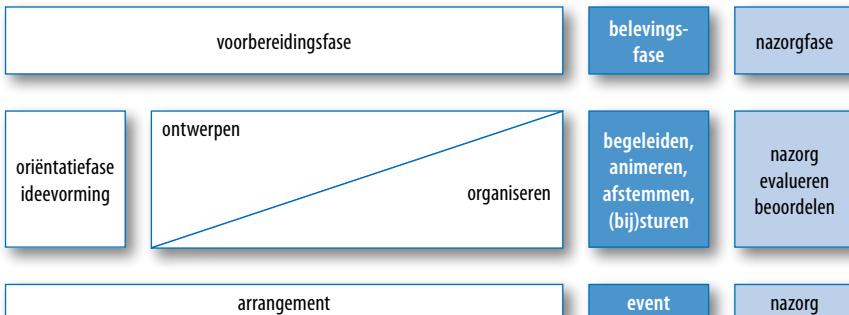 voorbereidingsfase
belevings-
fase
nazorgfase
oriëntatiefase
ideevorming
ontwerpen
organiseren
begeleiden,
animeren,
afstemmen,
(bij)sturen
nazorg
evalueren
beoordelen
arrangement
event
nazorg